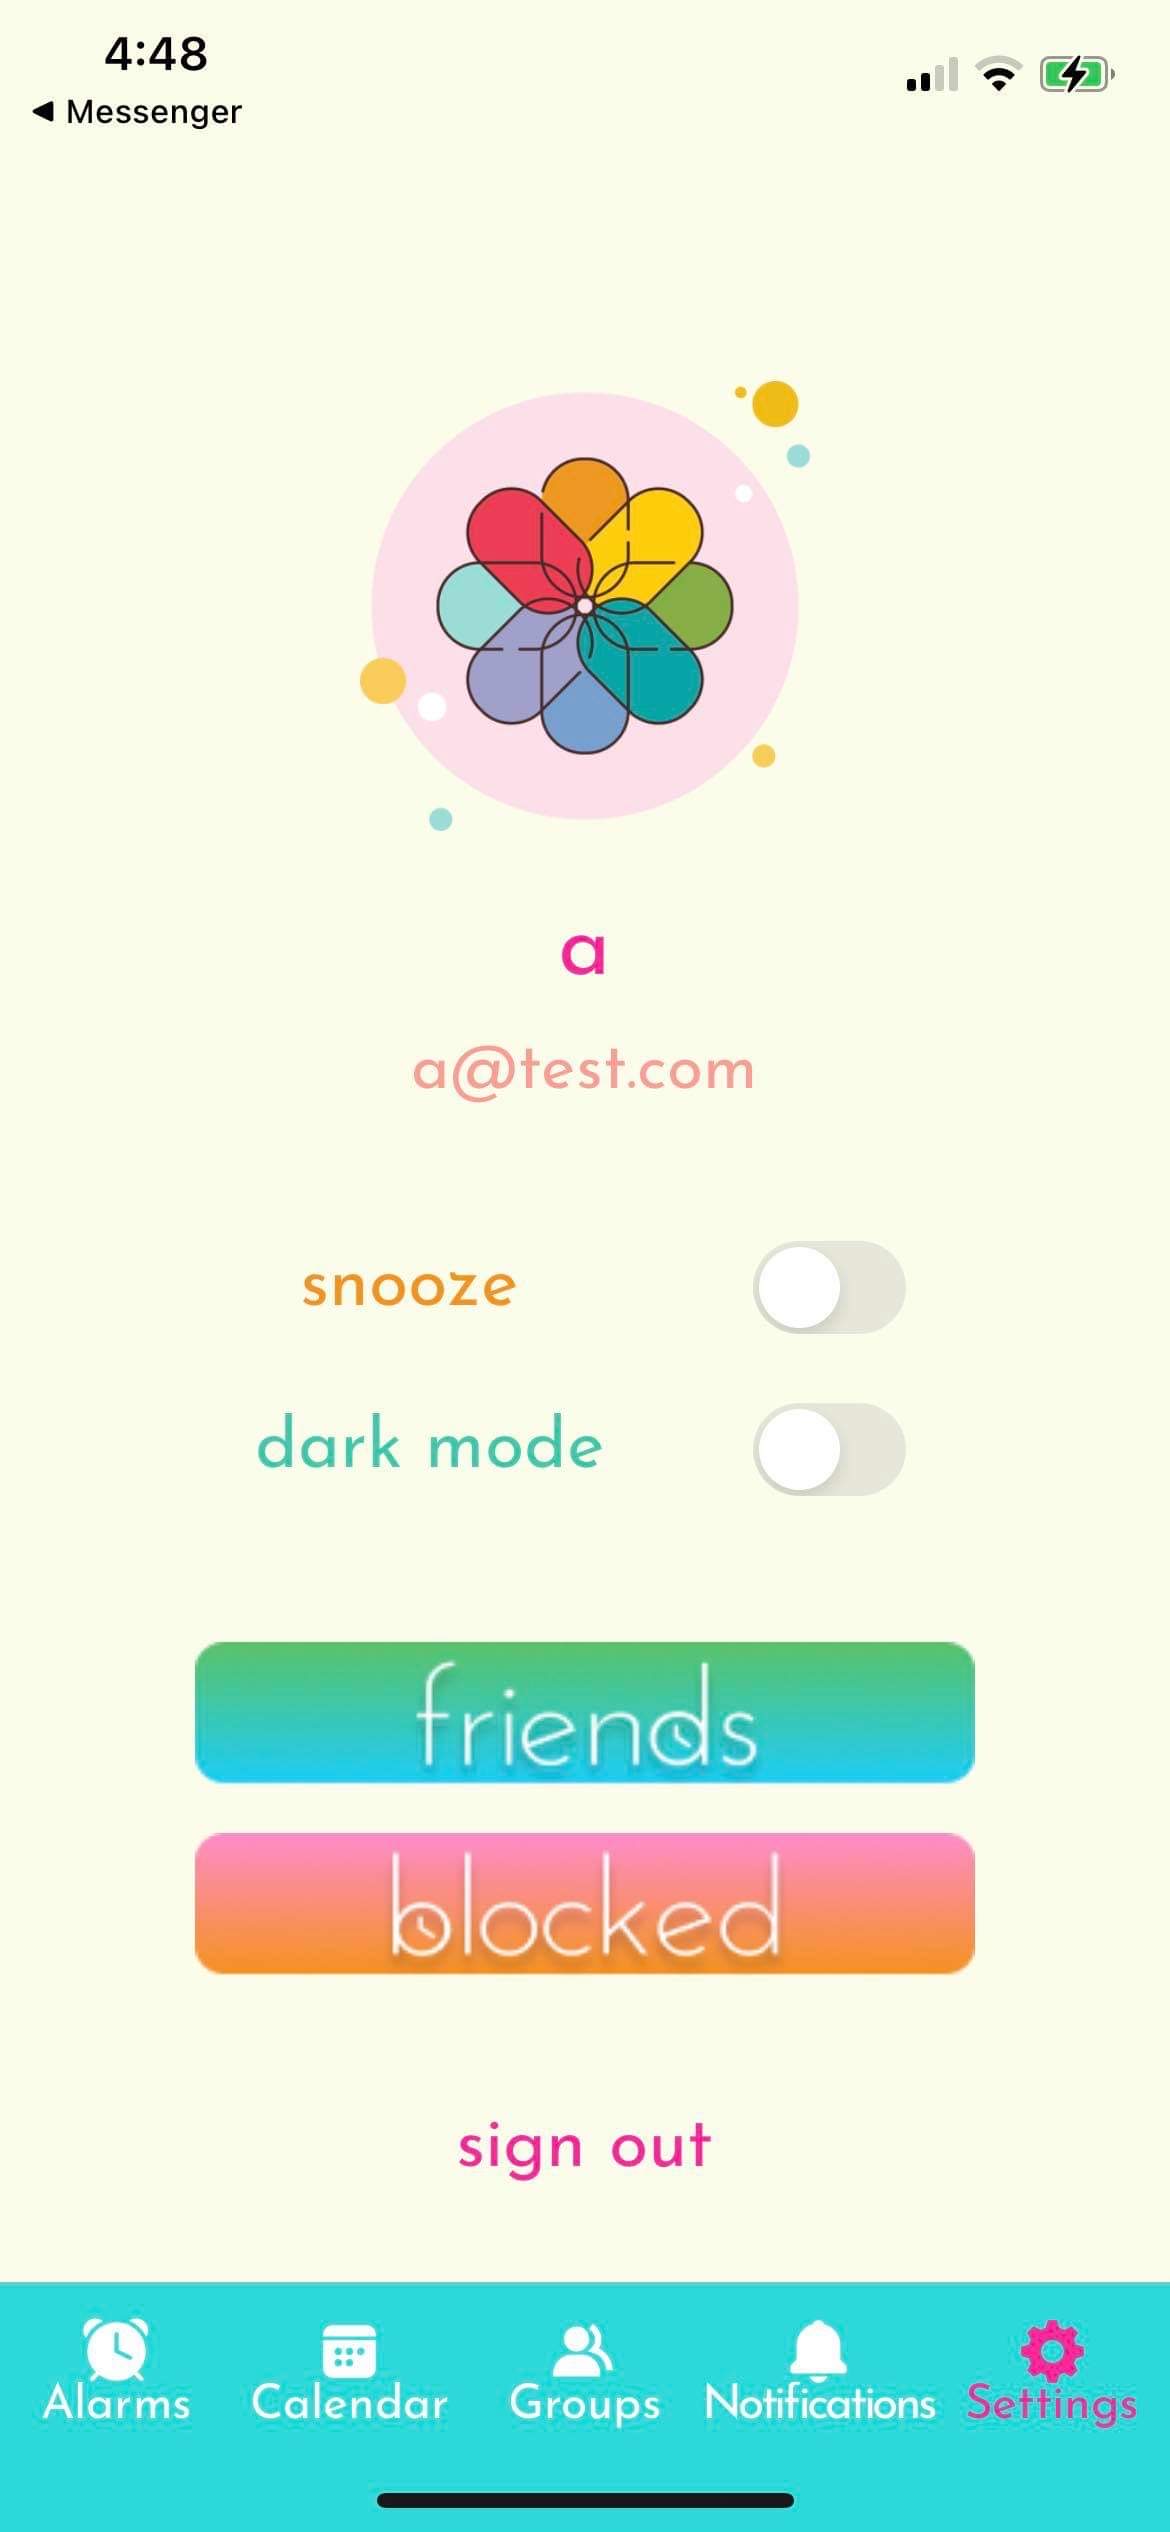 4:48
Messenger
a
a@test.com
snooze
dark mode
friends
blocked
sign out
Alarms Calendar Groups Notifications Settings